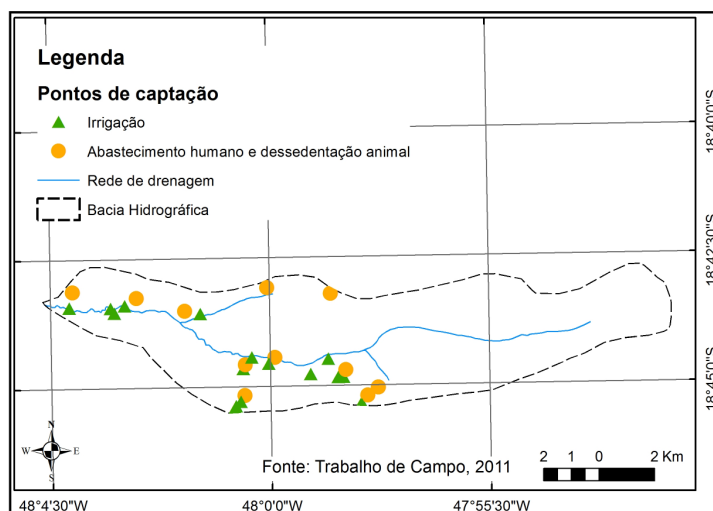 Legenda
Pontos de captação
Irrigação
Abastecimento humano e dessedentação animal
Rede de drenagem
Bacia Hidrográfica
18°40'0"S
18°42'30"S
18°45'0"S
N
W
E
S
Fonte: Trabalho de Campo, 2011
2 1 0 2 Km
48°4'30"W 48°0'0"W 47°55'30"W